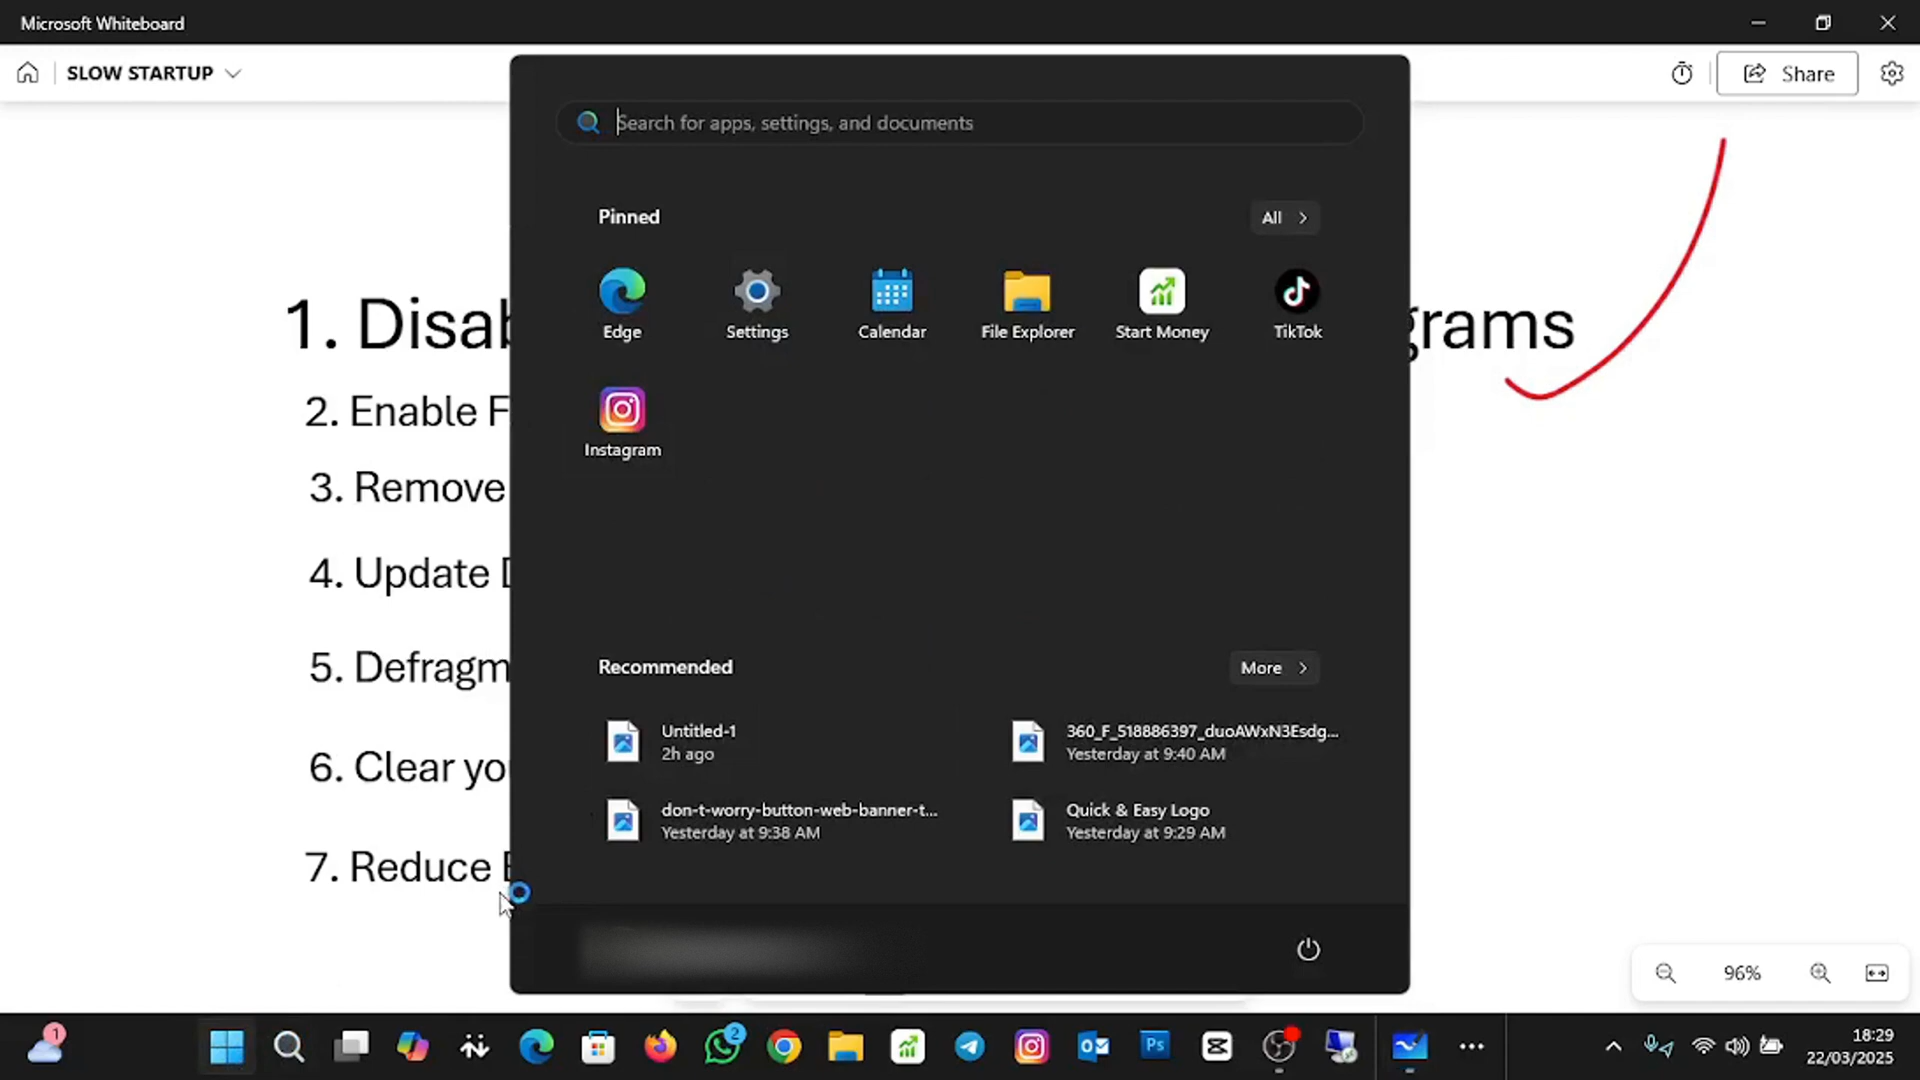 Microsoft Whiteboard
SLOW STARTUP
Share
Search for apps, settings, and documents
Pinned
All
Edge
Settings
Calendar
File Explorer
Start Money
TikTok
Instagram
1. Disab
grams
2. Enable F
3. Remove
4. Update D
5. Defragm
6. Clear yo
7. Reduce
Recommended
More
Untitled-1
2h ago
360_F_518886397_duoAWxN3Esdg...
Yesterday at 9:40 AM
don-t-worry-button-web-banner-t...
Yesterday at 9:38 AM
Quick & Easy Logo
Yesterday at 9:29 AM
96%
1
2
Ps
18:29
22/03/2025